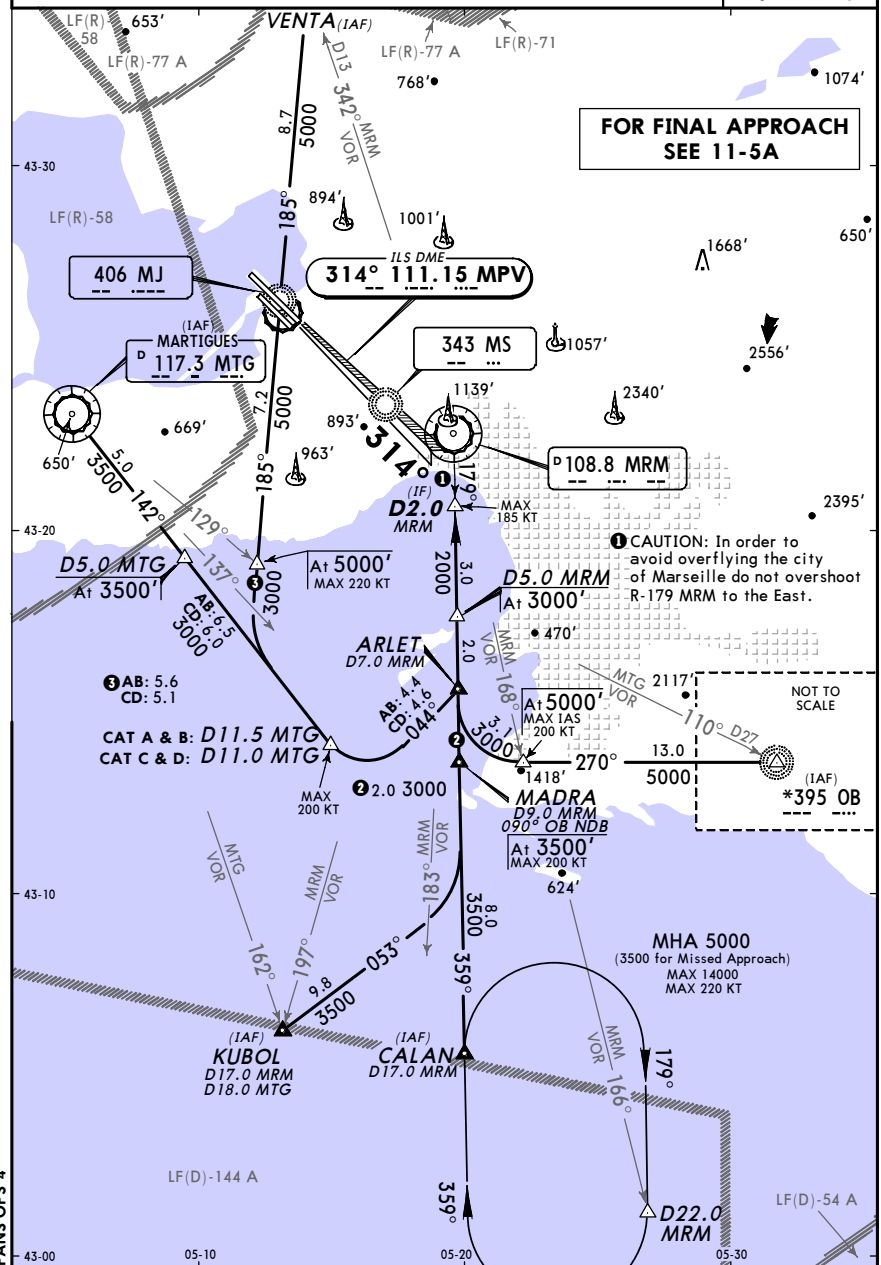 LF(R)-
58
653'
VENTA (IAF)
LF(R)-77 A
LF(R)-77 A
LF(R)-71
D13
342°
MRM
VOR
768'
1074'
8.7
5000
FOR FINAL APPROACH
SEE 11-5A
43-30
185°
894'
1001'
LF(R)-58
650'
1668'
ILS DME
314° 111.15 MPV
406 MJ
(IAF)
MARTIGUES
D 117.3 MTG
343 MS
1057'
2556'
7.2
5000
1139'
2340'
893'
669'
650'
5.0
3500
314°
963'
D 108.8 MRM
185°
179°
142°
1
(IF)
D2.0
MRM
MAX
185 KT
2395'
43-20
129°
137°
D5.0 MTG
At 3500'
3
3000
At 5000'
MAX 220 KT
3.0
2000
1 CAUTION: In order to
avoid overflying the city
of Marseille do not overshoot
R-179 MRM to the East.
D5.0 MRM
At 3000'
AB: 6.5
CD: 6.0
3000
2.0
470'
ARLET
D7.0 MRM
MRM
VOR
168°
MTG
VOR
110°
D27
2117'
NOT TO
SCALE
3 AB: 5.6
CD: 5.1
AB: 4.4
CD: 4.6
044°
At 5000'
MAX IAS
200 KT
3.1
3000
CAT A & B: D11.5 MTG
CAT C & D: D11.0 MTG
2
270°
13.0
5000
1418'
(IAF)
*395 OB
MAX
200 KT
2 2.0 3000
MADRA
D9.0 MRM
090° OB NDB
At 3500'
MAX 200 KT
MTG
VOR
MRM
VOR
183°
MRM
VOR
624'
43-10
8.0
3500
MHA 5000
(3500 for Missed Approach)
MAX 14000
MAX 220 KT
162°
197°
053°
9.8
3500
359°
(IAF)
KUBOL
D17.0 MRM
D18.0 MTG
(IAF)
CALAN
D17.0 MRM
MRM
VOR
166°
179°
LF(D)-144 A
359°
D22.0
MRM
LF(D)-54 A
PANS OPS 4
43-00
05-10
05-20
05-30